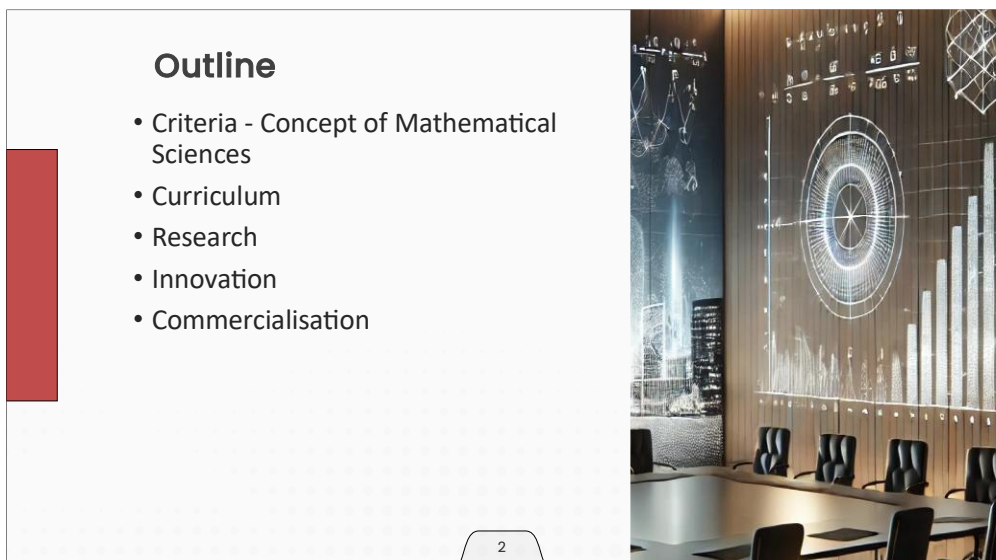 Outline
• Criteria - Concept of Mathematical
Sciences
• Curriculum
• Research
• Innovation
• Commercialisation
2